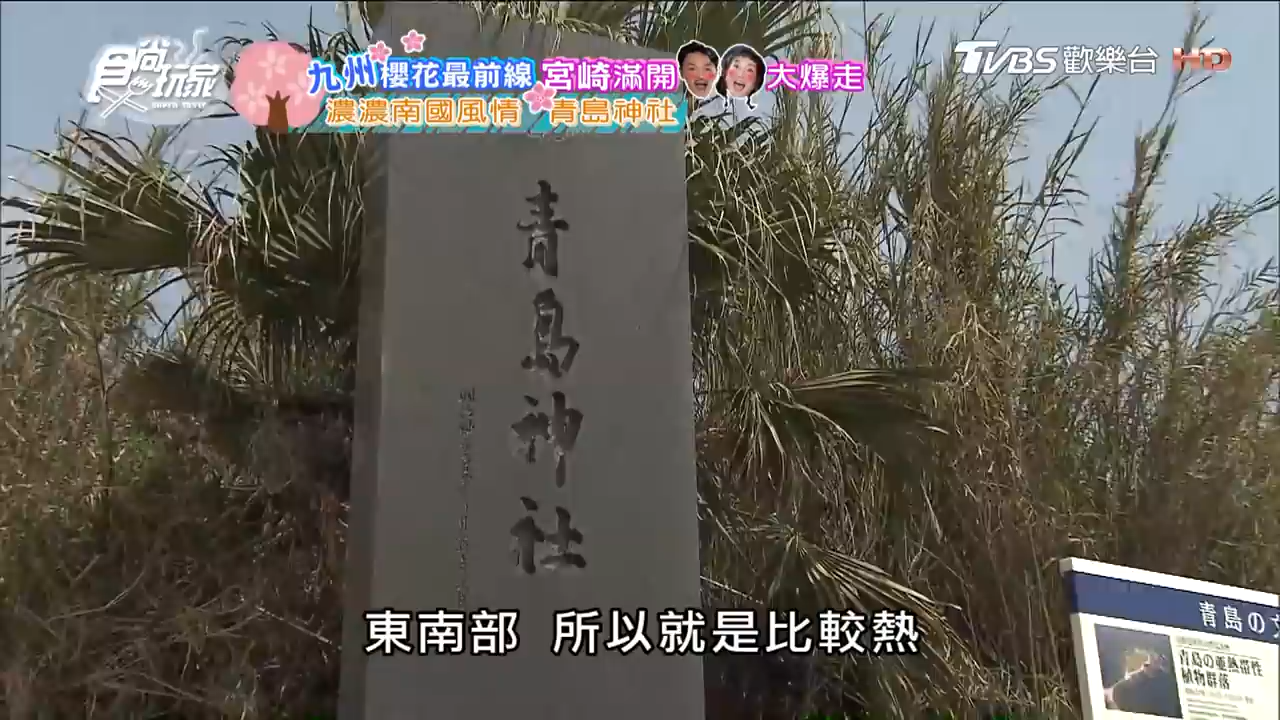 食尚玩家
SUPER TASTE
九州櫻花最前線 宮崎滿開 大爆走
濃濃南國風情 青島神社
TVBS歡樂台 HD
青島神社
青島の文
青島の亜熱帯性
植物群落
東南部 所以就是比較熱